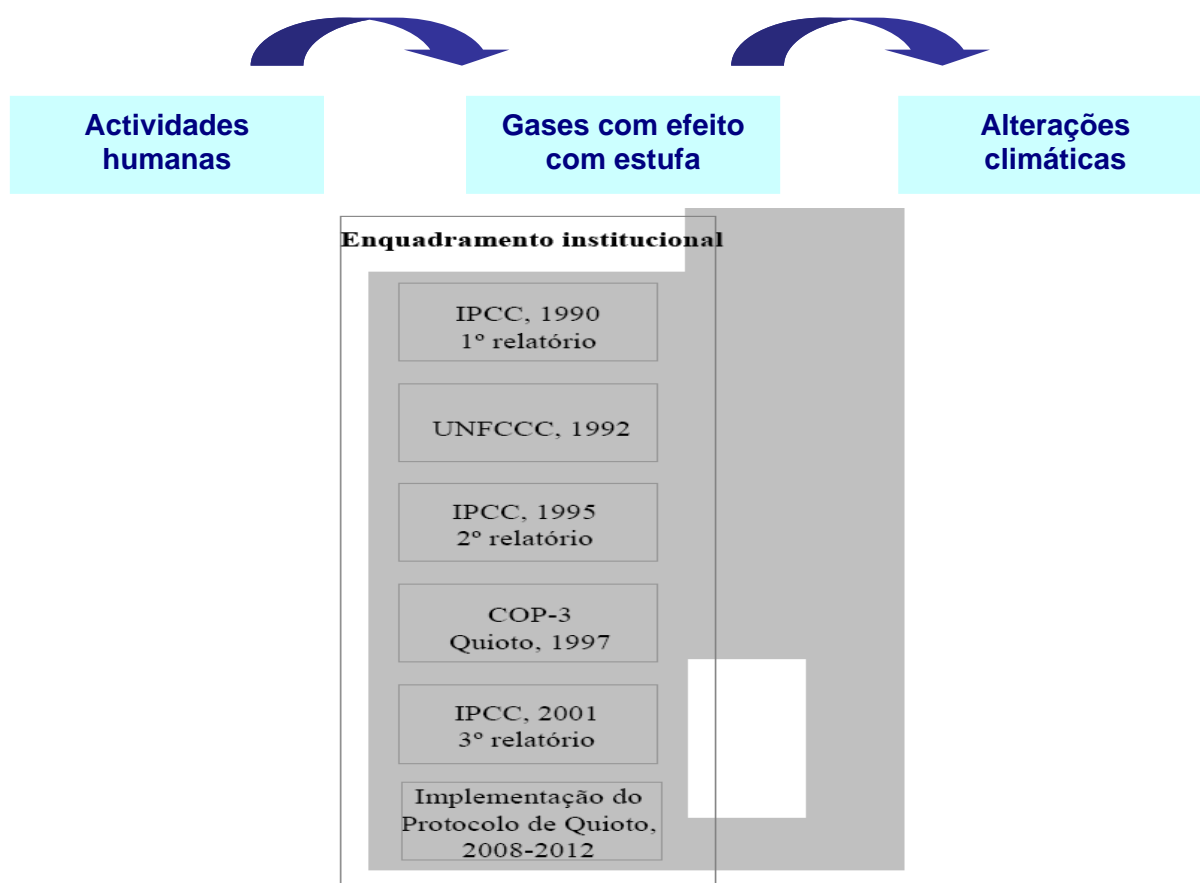 Actividades
humanas
Gases com efeito
com estufa
Alterações
climáticas
Enquadramento institucional
IPCC, 1990
1º relatório
UNFCCC, 1992
IPCC, 1995
2º relatório
COP-3
Quioto, 1997
IPCC, 2001
3º relatório
Implementação do
Protocolo de Quioto,
2008-2012